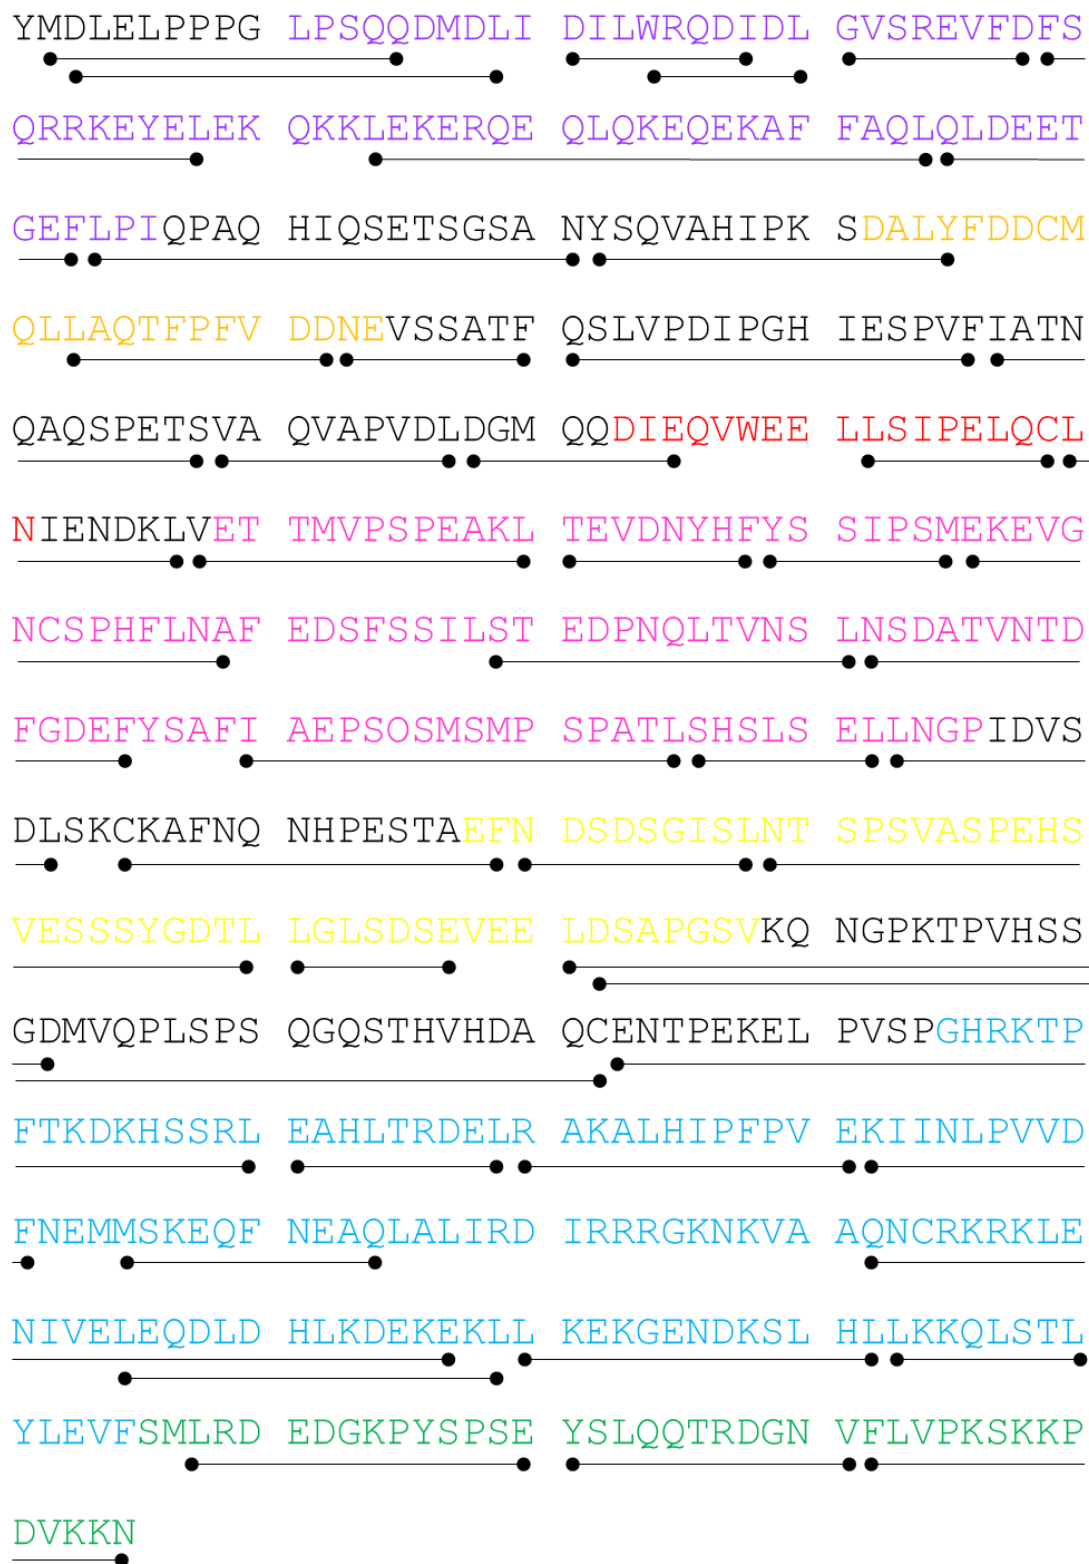 YMDLELPPPG LPSQQDMDLI DILWRQDIDL GVSREVFDFS
QRRKEYELEK QKKLEKERQE QLQKEQEKAF FAQLQLDEET
GEFLPIQPAQ HIQSETSGSA NYSQVAHIPK SDALYFDDCM
QLLAQTFPFV DDNEVSSATF QSLVPDIPGH IESPVFIATN
QAQSPETSVA QVAPVDLDGM QQDIEQVWEE LLSIPELQCL
NIENDKLVET TMVPSPEAKL TEVDNYHFYS SIPSMEKEVG
NCSPHFLNAF EDSFSSILST EDPNQLTVNS LNSDATVNTD
FGDEFYSAFI AEPSOSMSMP SPATLSHSLS ELLNGPIDVS
DLSKCKAFNQ NHPESTAEFN DSDSGISLNT SPSVASPEHS
VESSSYGDTL LGLSDSEVEE LDSAPGSVKQ NGPKTPVHSS
GDMVQPLSPS QGQSTHVHDA QCENTPEKEL PVSPGHRKTP
FTKDKHSSRL EAHLTRDELR AKALHIPFPV EKIINLPVVD
FNEMMSKEQF NEAQLALIRD IRRRGKNKVA AQNCRKRKLE
NIVELEQDLD HLKDEKEKLL KEKGENDKSL HLLKKQLSTL
YLEVFSMLRD EDGKPYSPSE YSLQQTRDGN VFLVPKSKKP
DVKKN